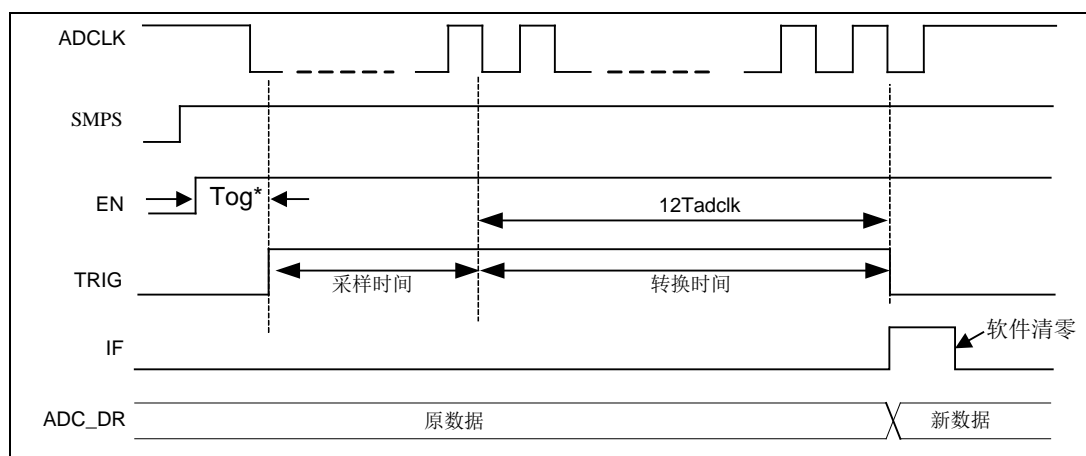 ADCLK
SMPS
EN
Tog*
12Tadclk
TRIG
采样时间
转换时间
IF
软件清零
ADC_DR
原数据
新数据